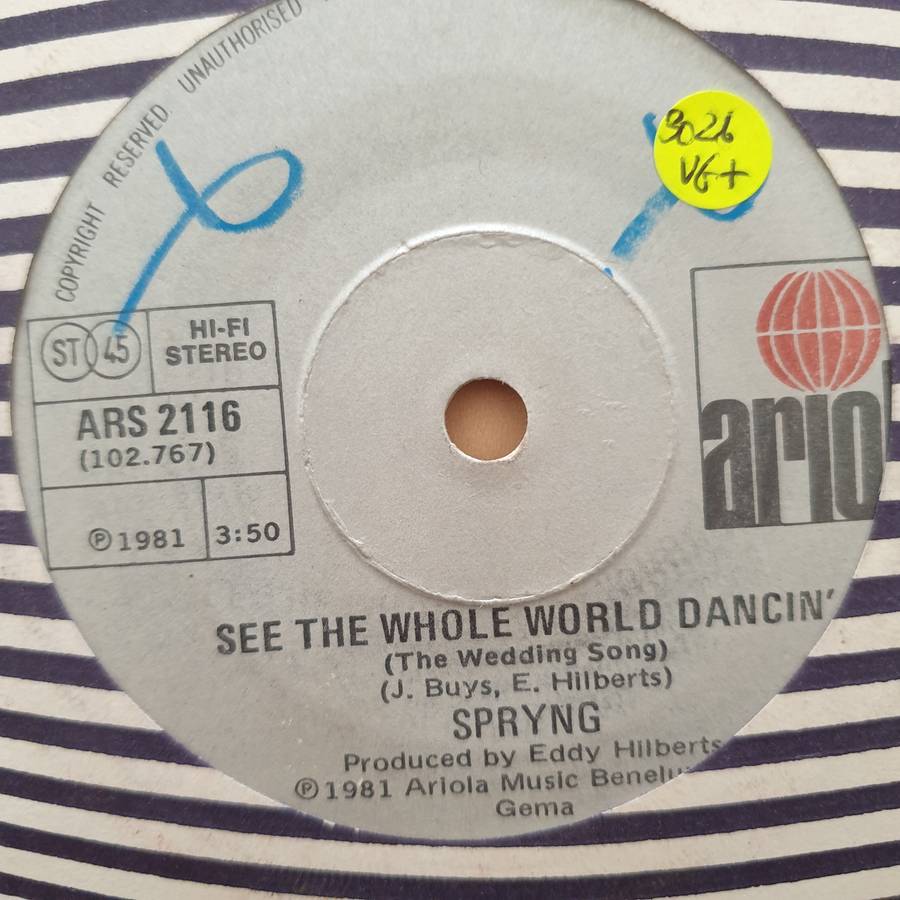 COPYRIGHT RESERVED. UNAUTHORISED
3026
VG+
ST 45
HI-FI
STEREO
ARS 2116
(102.767)
℗ 1981
3:50
ario
SEE THE WHOLE WORLD DANCIN'
(The Wedding Song)
(J. Buys, E. Hilberts)
SPRYNG
Produced by Eddy Hilberts
℗ 1981 Ariola Music Benelu
Gema